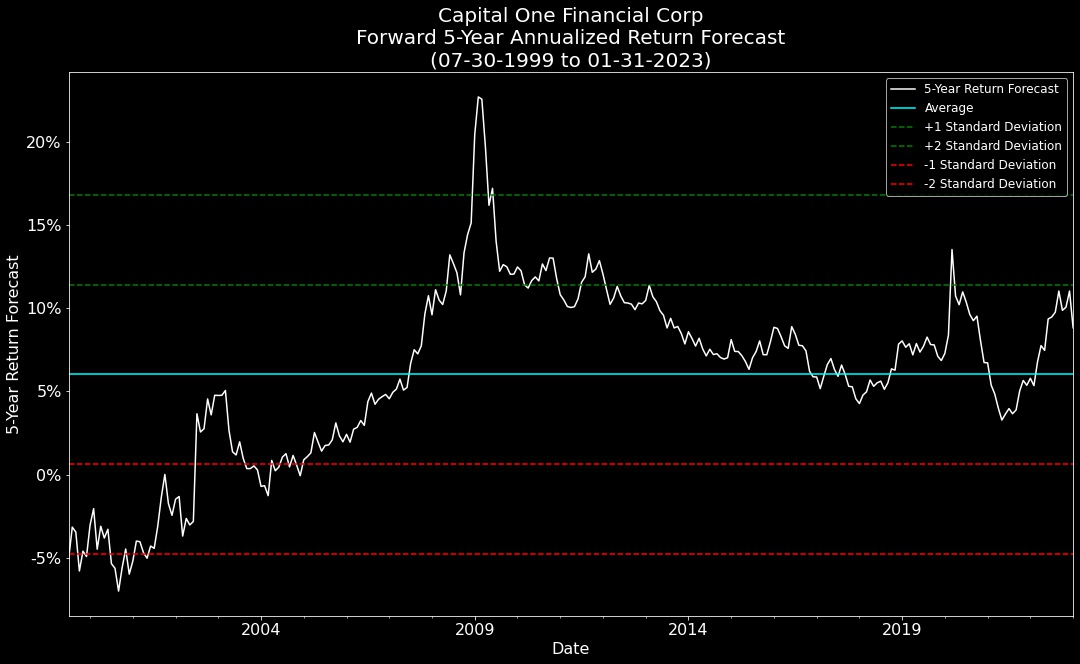 Capital One Financial Corp
Forward 5-Year Annualized Return Forecast
(07-30-1999 to 01-31-2023)
5-Year Return Forecast
Average
+1 Standard Deviation
+2 Standard Deviation
-1 Standard Deviation
-2 Standard Deviation
20%
15%
10%
5%
0%
-5%
5-Year Return Forecast
2004
2009
2014
2019
Date